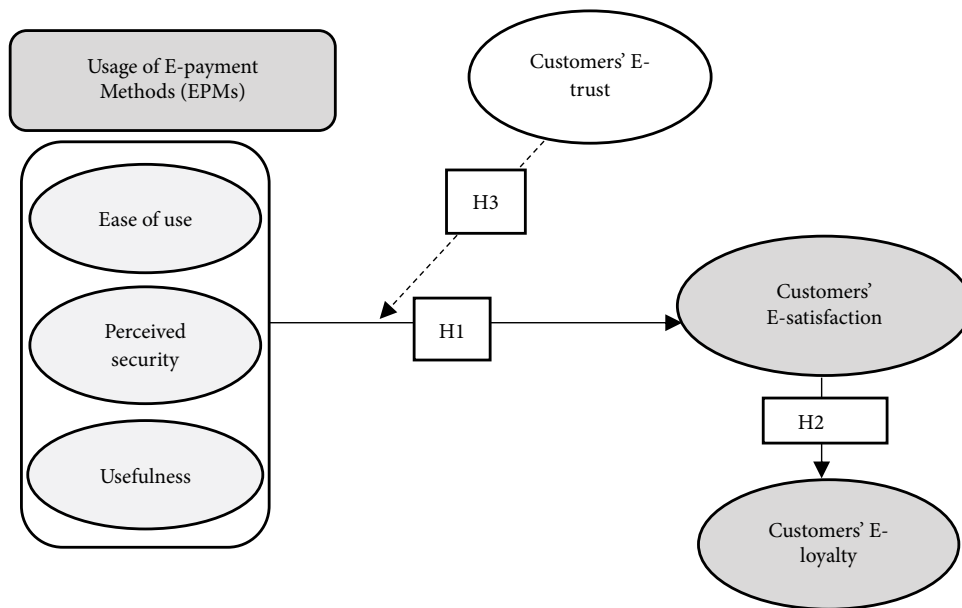 Usage of E-payment
Methods (EPMs)
Customers’ E-
trust
H3
Ease of use
Perceived
security
Usefulness
H1
Customers’
E-satisfaction
H2
Customers’ E-
loyalty